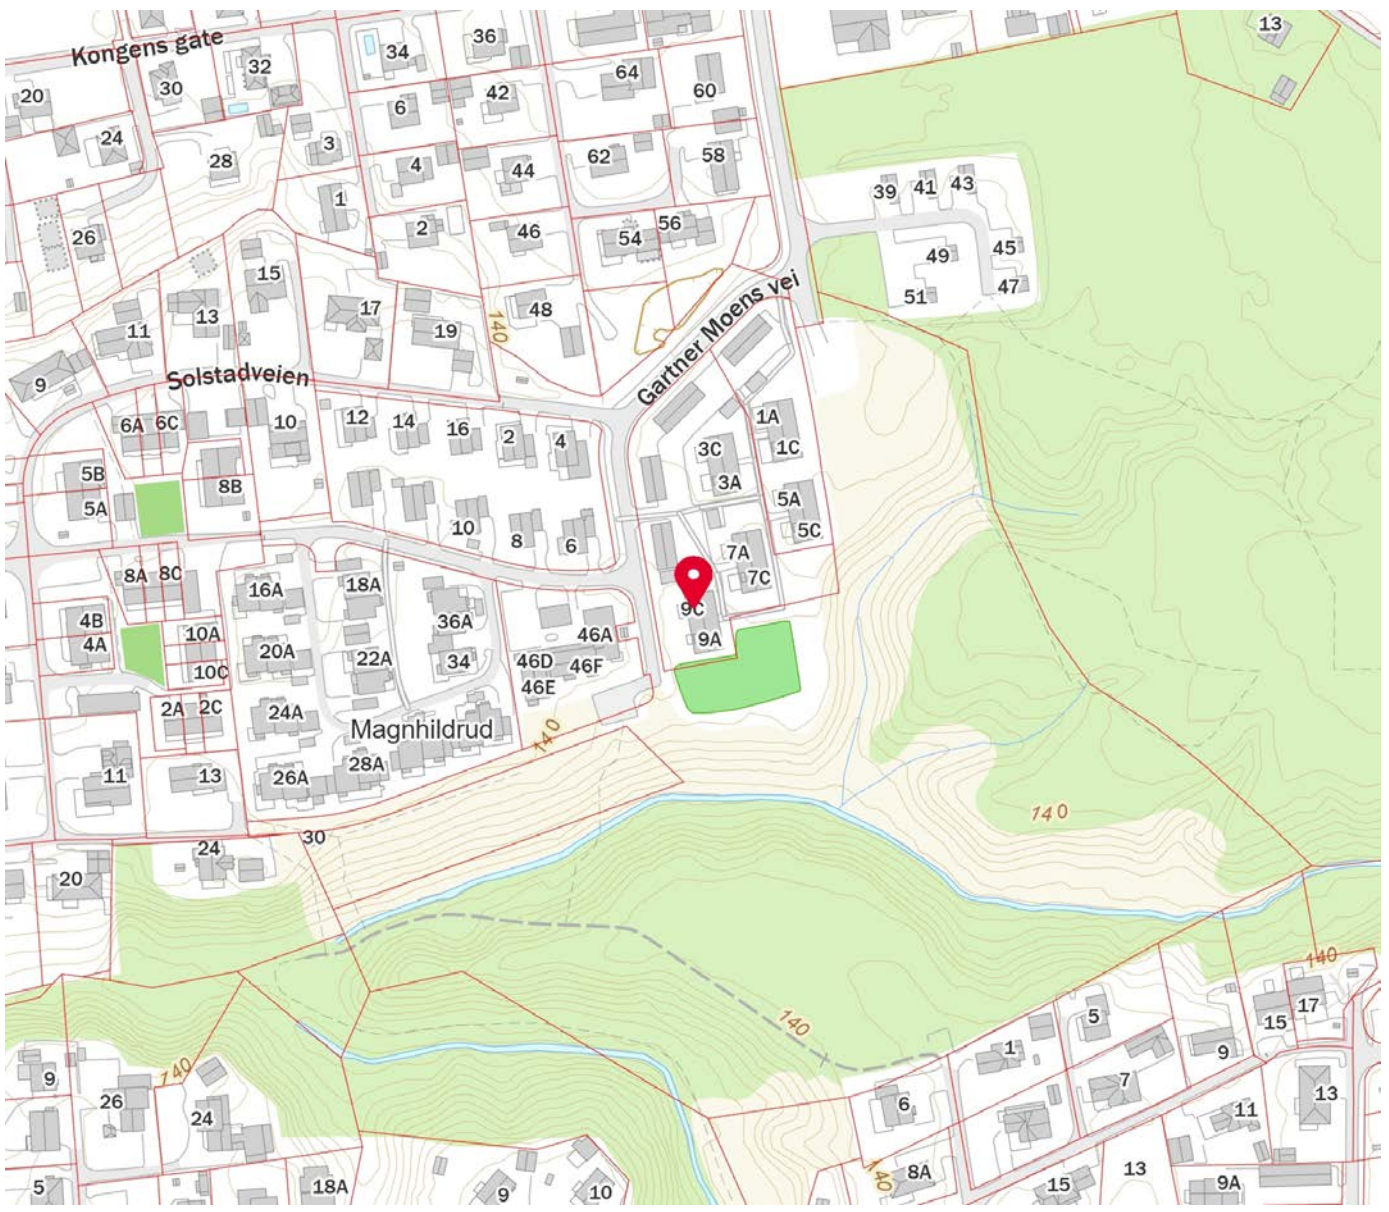 13
Kongens gate
34
36
32
30
64
60
20
42
6
24
3
28
4
44
62
58
39
41
43
1
2
46
26
54
56
49
45
15
47
51
Gartner Moens vei
17
48
13
11
19
140
9
Solstadveien
6A
6C
10
12
14
16
2
4
1A
3C
1C
5B
8B
3A
5A
5A
10
8
6
5C
7A
8A
8C
18A
7C
16A
9C
4B
36A
10A
46A
9A
4A
20A
22A
34
46D
46F
10C
46E
2A
2C
24A
Magnhildrud
140
11
13
26A
28A
140
30
24
20
140
17
140
5
15
1
9
140
9
7
26
13
6
11
24
140
8A
13
5
18A
9
10
15
9A